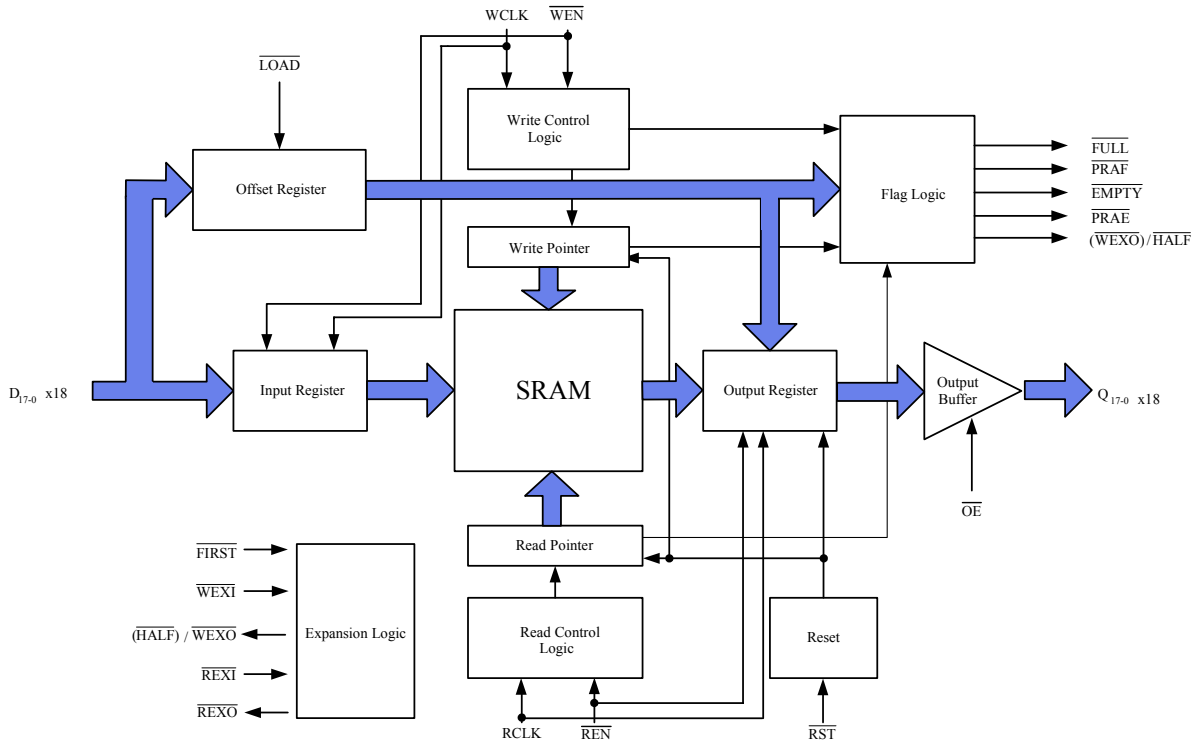 WCLK WEN
LOAD
Write Control
Logic
FULL
PRAF
Offset Register
Flag Logic
EMPTY
PRAE
(WEXO) / HALF
Write Pointer
D17-0 x18
Input Register
SRAM
Output Register
Output
Buffer
Q17-0 x18
OE
FIRST
Read Pointer
WEXI
(HALF) / WEXO
Expansion Logic
Read Control
Logic
Reset
REXI
REXO
RCLK
REN
RST